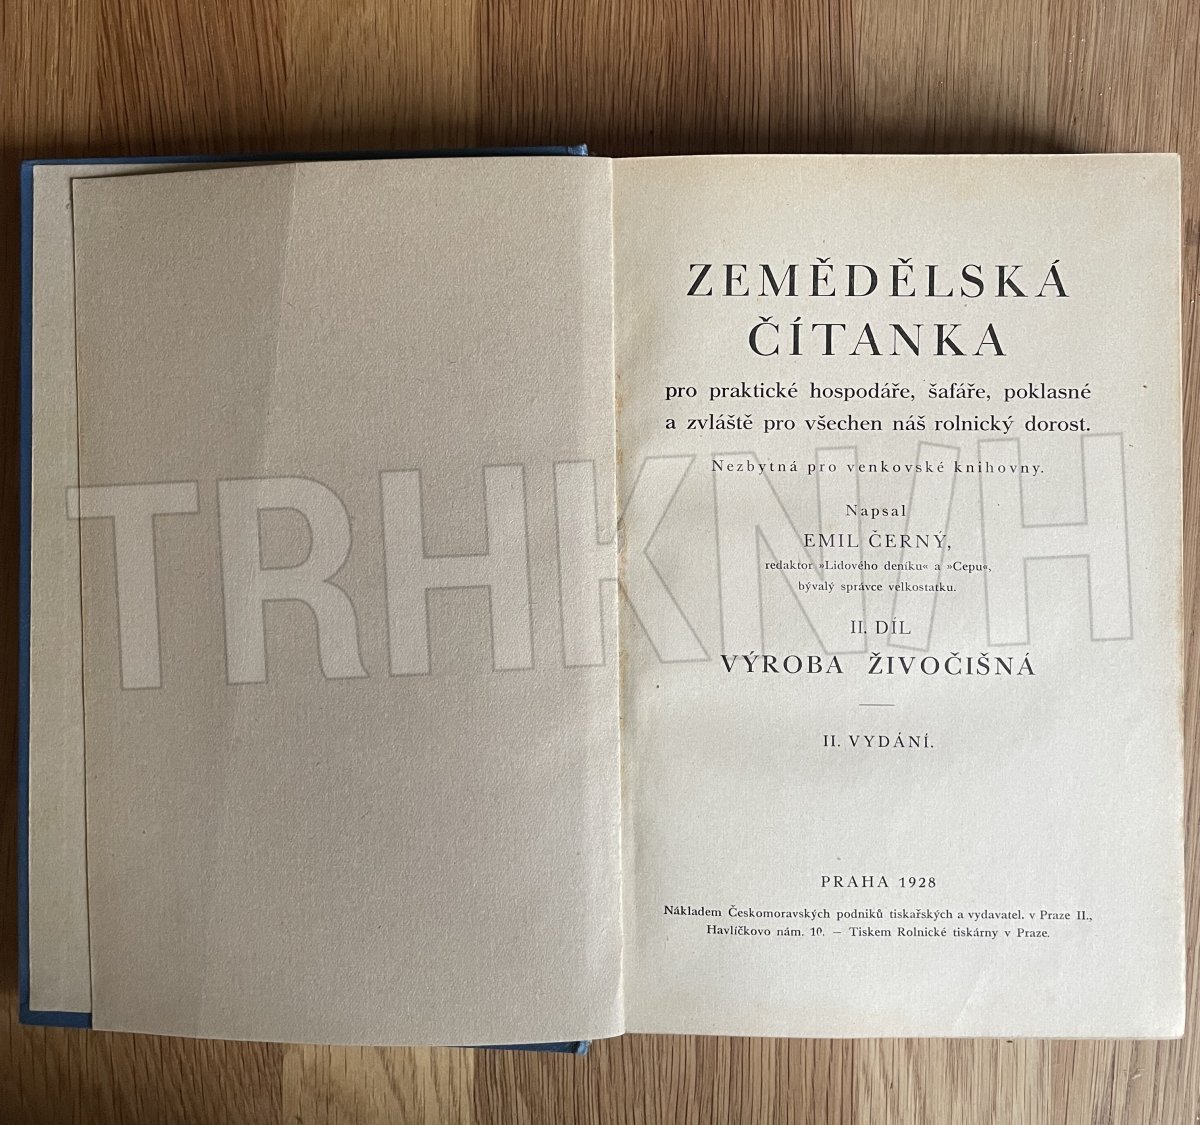 ZEMĚDĚLSKÁ
ČÍTANKA
pro praktické hospodáře, šafáře, poklasné
a zvláště pro všechen náš rolnický dorost.
Nezbytná pro venkovské knihovny.
Napsal
EMIL ČERNÝ,
redaktor »Lidového deníku« a »Cepu«,
bývalý správce velkostatku.
II. DÍL
VÝROBA ŽIVOČIŠNÁ
II. VYDÁNÍ.
PRAHA 1928
Nákladem Českomoravských podniků tiskařských a vydavatel. v Praze II.,
Havlíčkovo nám. 10. — Tiskem Rolnické tiskárny v Praze.
TRHKNIH